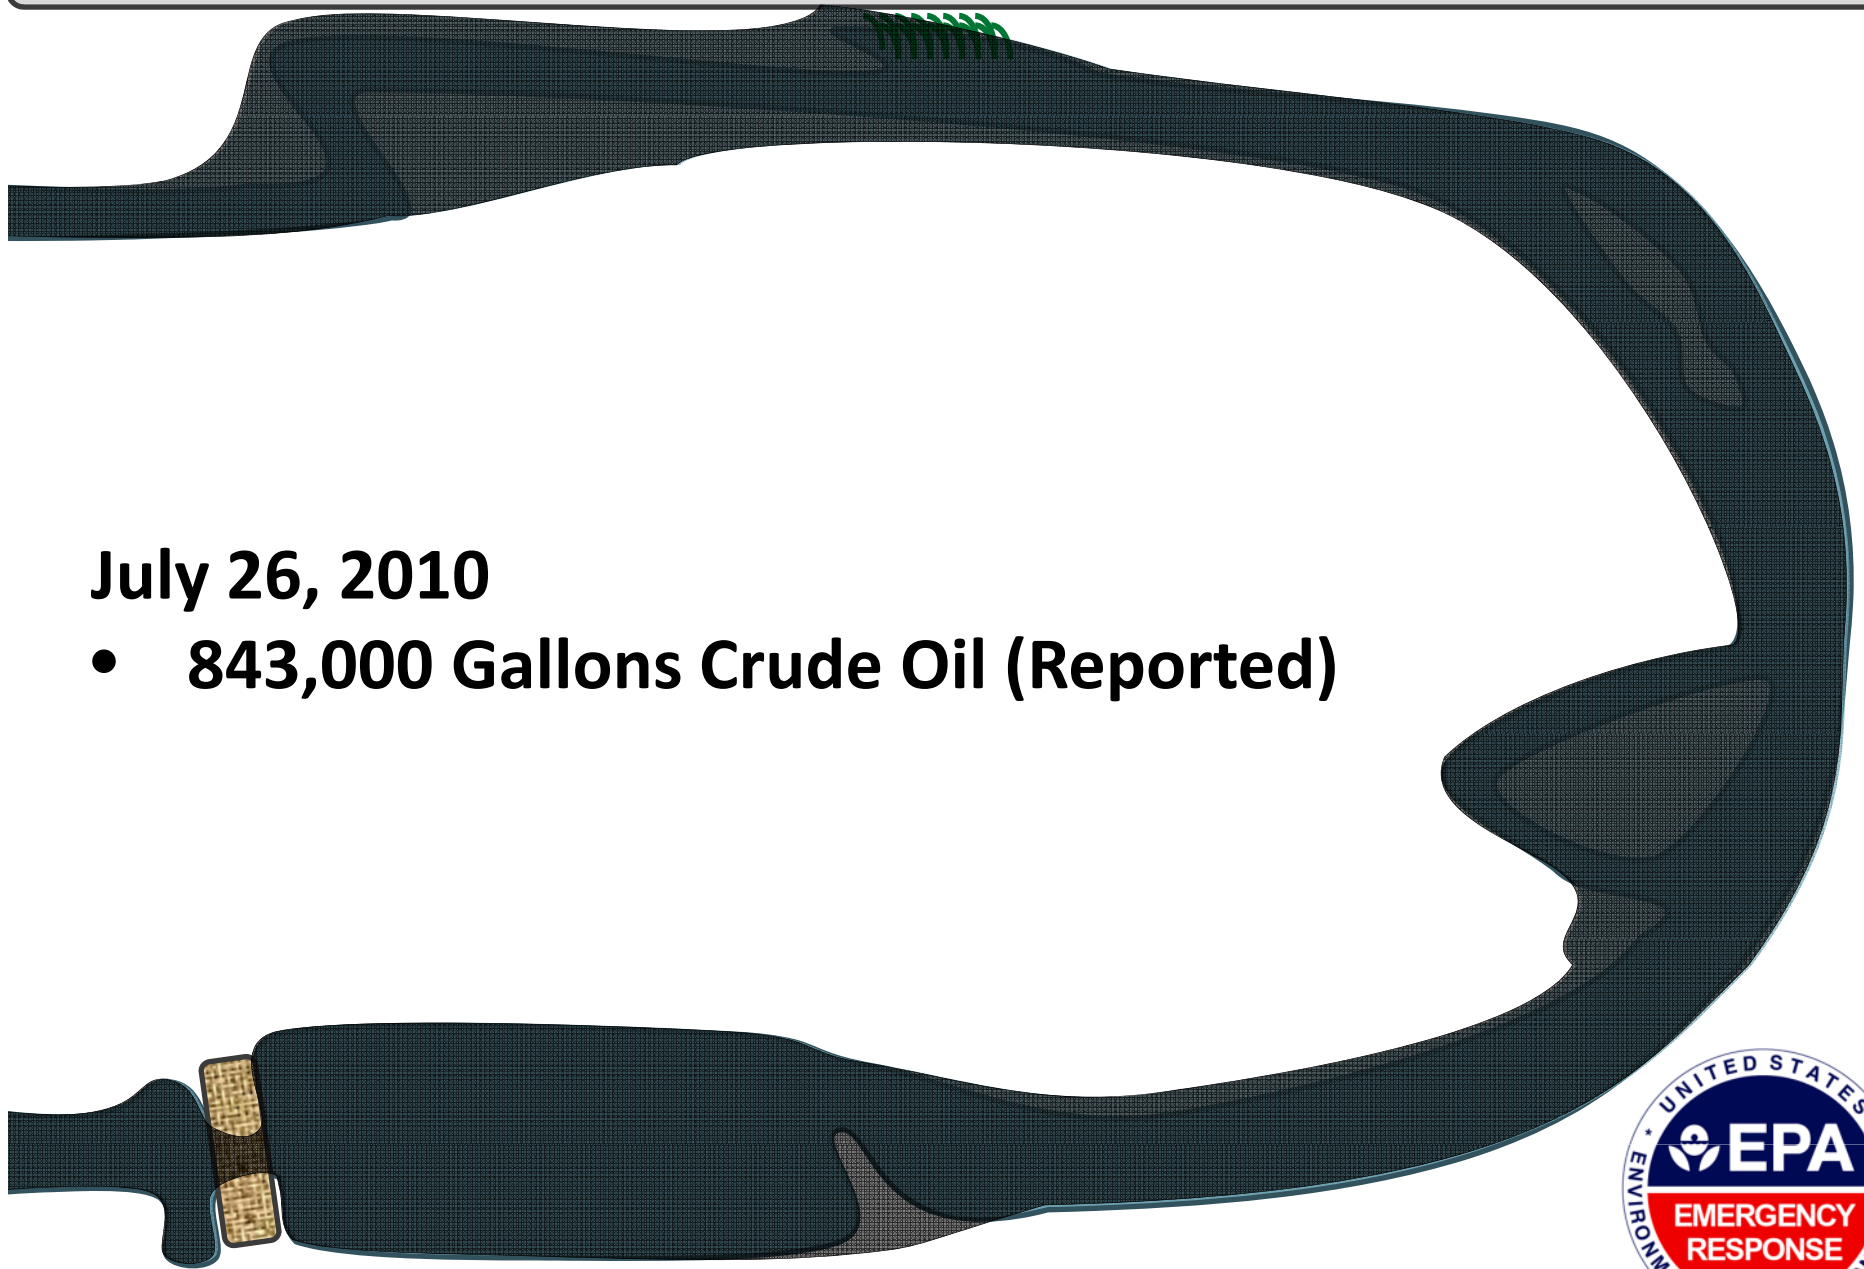 July 26, 2010
• 843,000 Gallons Crude Oil (Reported)
UNITED STATES
EPA
EMERGENCY
RESPONSE